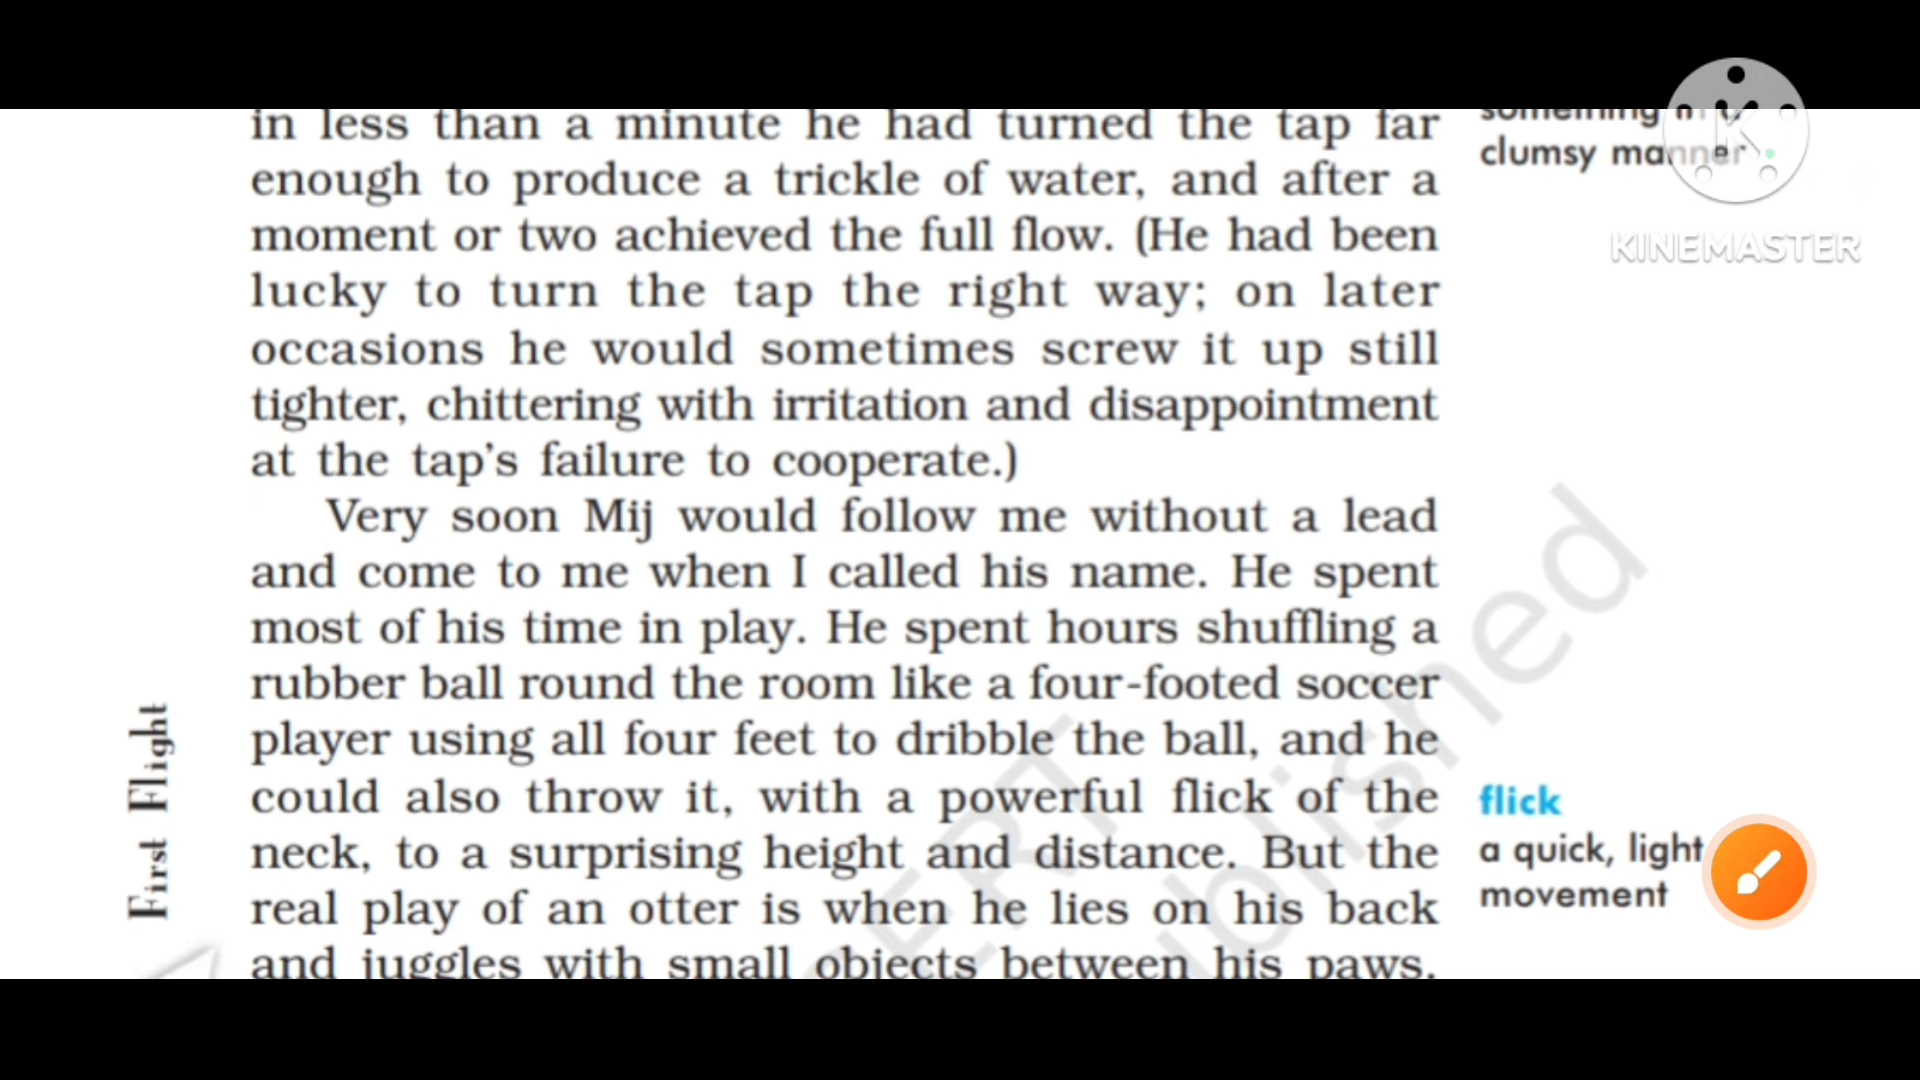 in less than a minute he had turned the tap far
enough to produce a trickle of water, and after a
moment or two achieved the full flow. (He had been
lucky to turn the tap the right way; on later
occasions he would sometimes screw it up still
tighter, chittering with irritation and disappointment
at the tap's failure to cooperate.)
Very soon Mij would follow me without a lead
and come to me when I called his name. He spent
most of his time in play. He spent hours shuffling a
rubber ball round the room like a four-footed soccer
player using all four feet to dribble the ball, and he
could also throw it, with a powerful flick of the
neck, to a surprising height and distance. But the
real play of an otter is when he lies on his back
and juggles with small objects between his paws.
something in a
clumsy manner
flick
a quick, light
movement
First Flight
K
KINEMASTER